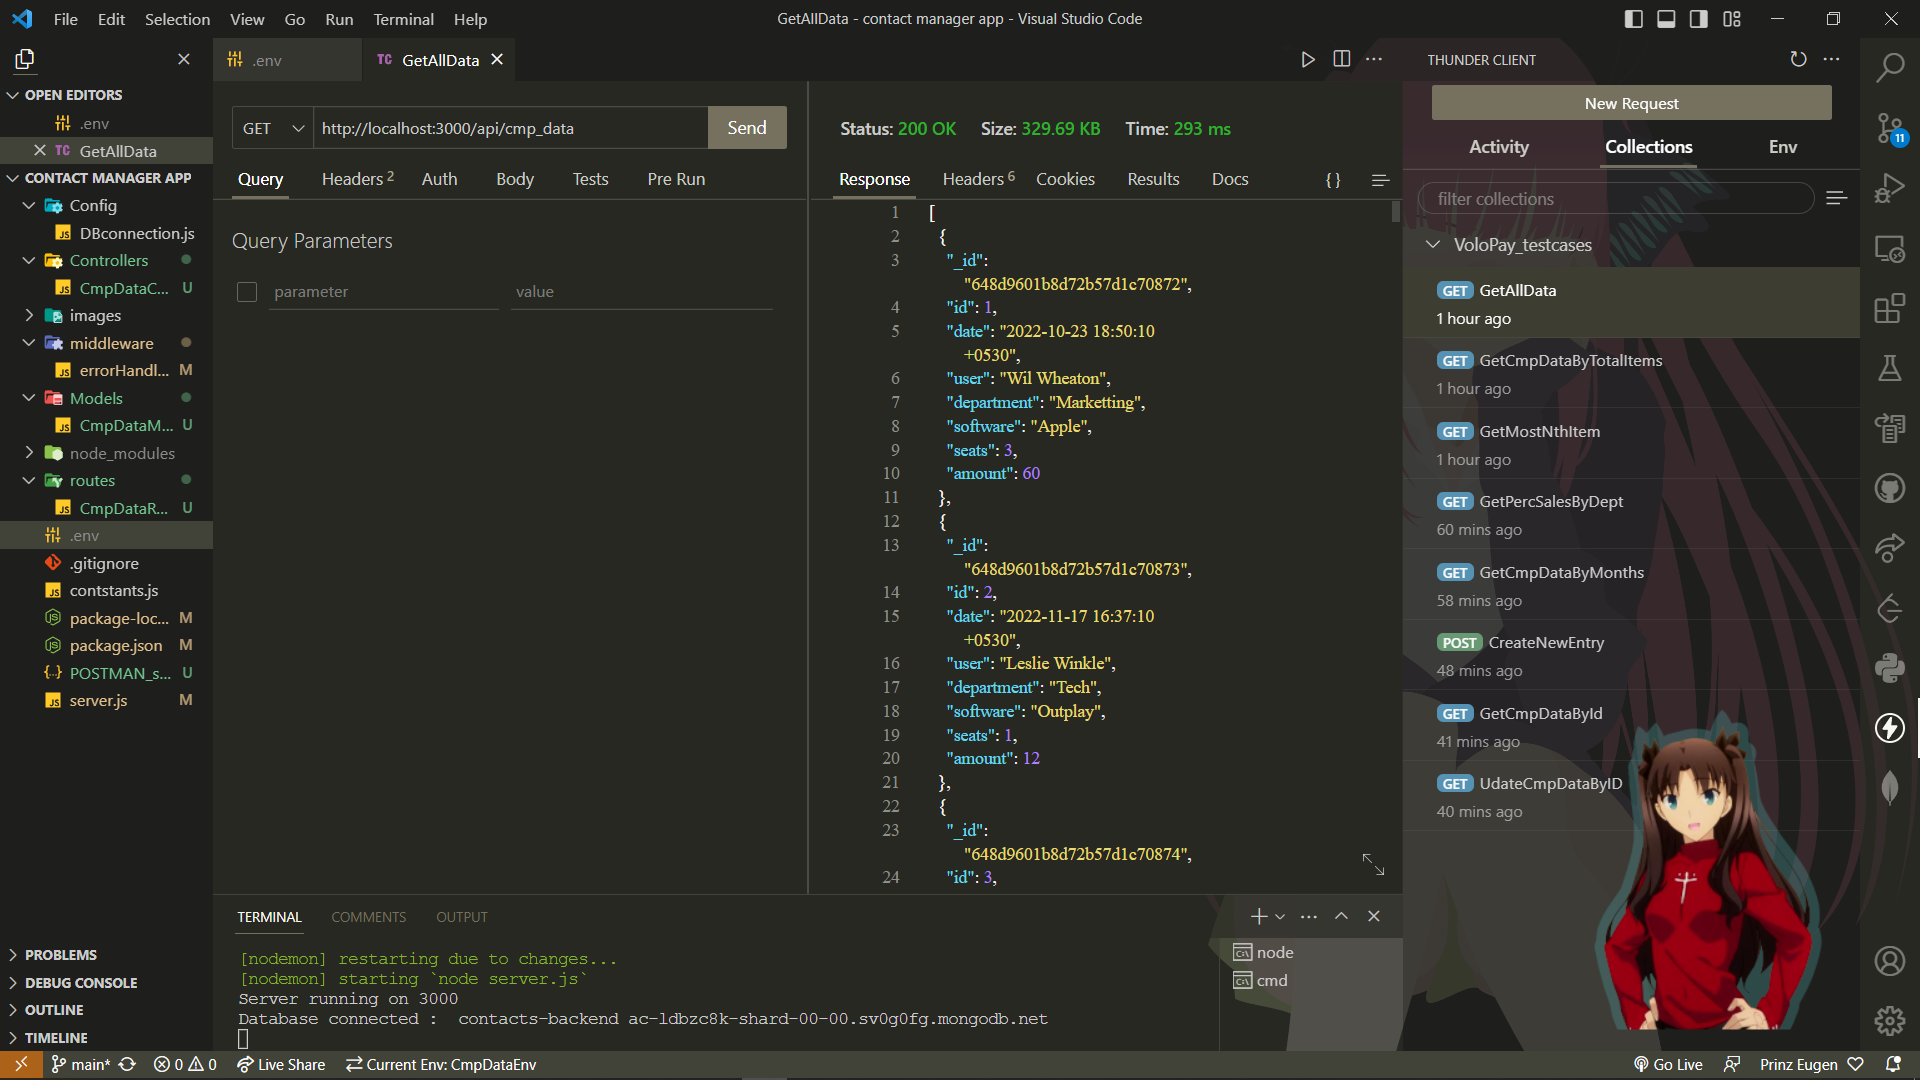 File Edit Selection View Go Run Terminal Help
GetAllData - contact manager app - Visual Studio Code
OPEN EDITORS
.env
TC GetAllData
CONTACT MANAGER APP
Config
JS DBconnection.js
Controllers
JS CmpDataC... U
images
middleware
JS errorHandl... M
Models
JS CmpDataM... U
node_modules
routes
JS CmpDataR... U
.env
.gitignore
JS contstants.js
package-loc... M
package.json M
POSTMAN_s... U
JS server.js M
PROBLEMS
DEBUG CONSOLE
OUTLINE
TIMELINE
.env
TC GetAllData
GET http://localhost:3000/api/cmp_data Send
Query Headers 2 Auth Body Tests Pre Run
Query Parameters
parameter value
Status: 200 OK Size: 329.69 KB Time: 293 ms
Response Headers 6 Cookies Results Docs { }
1 [
2 {
3 "_id":
"648d9601b8d72b57d1c70872",
4 "id": 1,
5 "date": "2022-10-23 18:50:10
+0530",
6 "user": "Wil Wheaton",
7 "department": "Marketting",
8 "software": "Apple",
9 "seats": 3,
10 "amount": 60
11 },
12 {
13 "_id":
"648d9601b8d72b57d1c70873",
14 "id": 2,
15 "date": "2022-11-17 16:37:10
+0530",
16 "user": "Leslie Winkle",
17 "department": "Tech",
18 "software": "Outplay",
19 "seats": 1,
20 "amount": 12
21 },
22 {
23 "_id":
"648d9601b8d72b57d1c70874",
24 "id": 3,
TERMINAL COMMENTS OUTPUT
[nodemon] restarting due to changes...
[nodemon] starting `node server.js`
Server running on 3000
Database connected :  contacts-backend ac-ldbzc8k-shard-00-00.sv0g0fg.mongodb.net
node
cmd
THUNDER CLIENT
New Request
Activity Collections Env
filter collections
VoloPay_testcases
GET GetAllData
1 hour ago
GET GetCmpDataByTotalItems
1 hour ago
GET GetMostNthItem
1 hour ago
GET GetPercSalesByDept
60 mins ago
GET GetCmpDataByMonths
58 mins ago
POST CreateNewEntry
48 mins ago
GET GetCmpDataById
41 mins ago
GET UdateCmpDataByID
40 mins ago
11
main* 0 0 Live Share Current Env: CmpDataEnv
Go Live Prinz Eugen